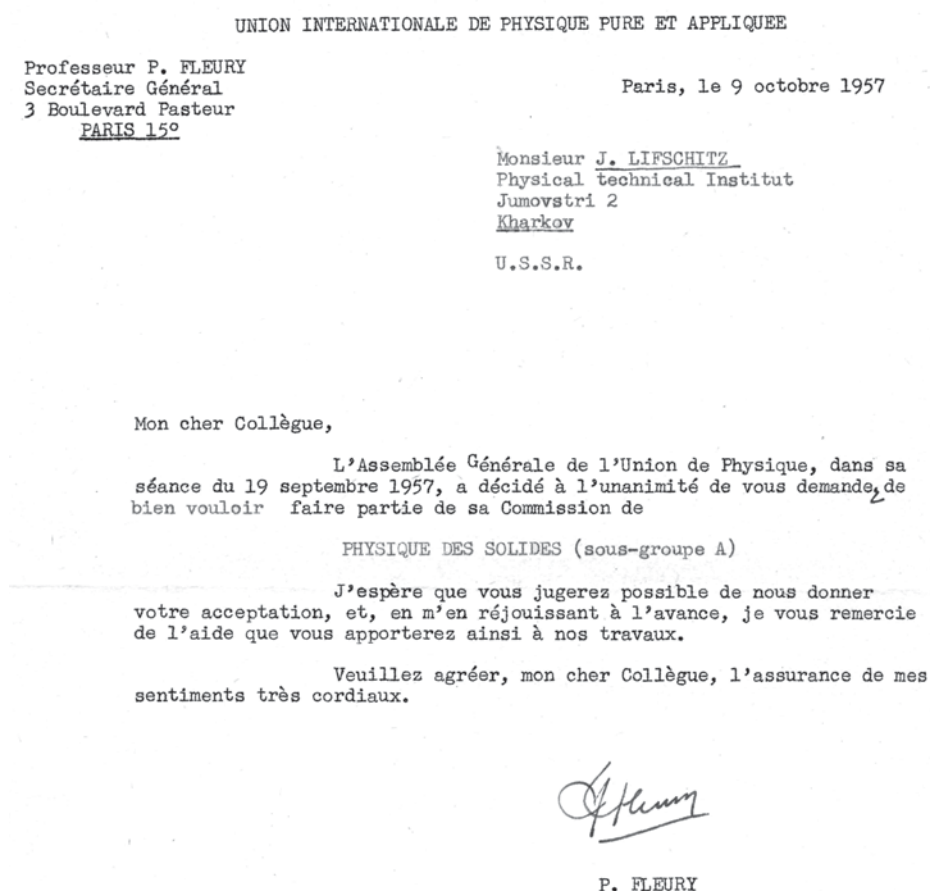 UNION INTERNATIONALE DE PHYSIQUE PURE ET APPLIQUEE
Professeur P. FLEURY
Secrétaire Général
3 Boulevard Pasteur
PARIS 15º
Paris, le 9 octobre 1957
Monsieur J. LIFSCHITZ
Physical technical Institut
Jumovstri 2
Kharkov
U.S.S.R.
Mon cher Collègue,
L'Assemblée Générale de l'Union de Physique, dans sa
séance du 19 septembre 1957, a décidé à l'unanimité de vous demander de
bien vouloir faire partie de sa Commission de
PHYSIQUE DES SOLIDES (sous-groupe A)
J'espère que vous jugerez possible de nous donner
votre acceptation, et, en m'en réjouissant à l'avance, je vous remercie
de l'aide que vous apporterez ainsi à nos travaux.
Veuillez agréer, mon cher Collègue, l'assurance de mes
sentiments très cordiaux.
P. Fleury
P. FLEURY